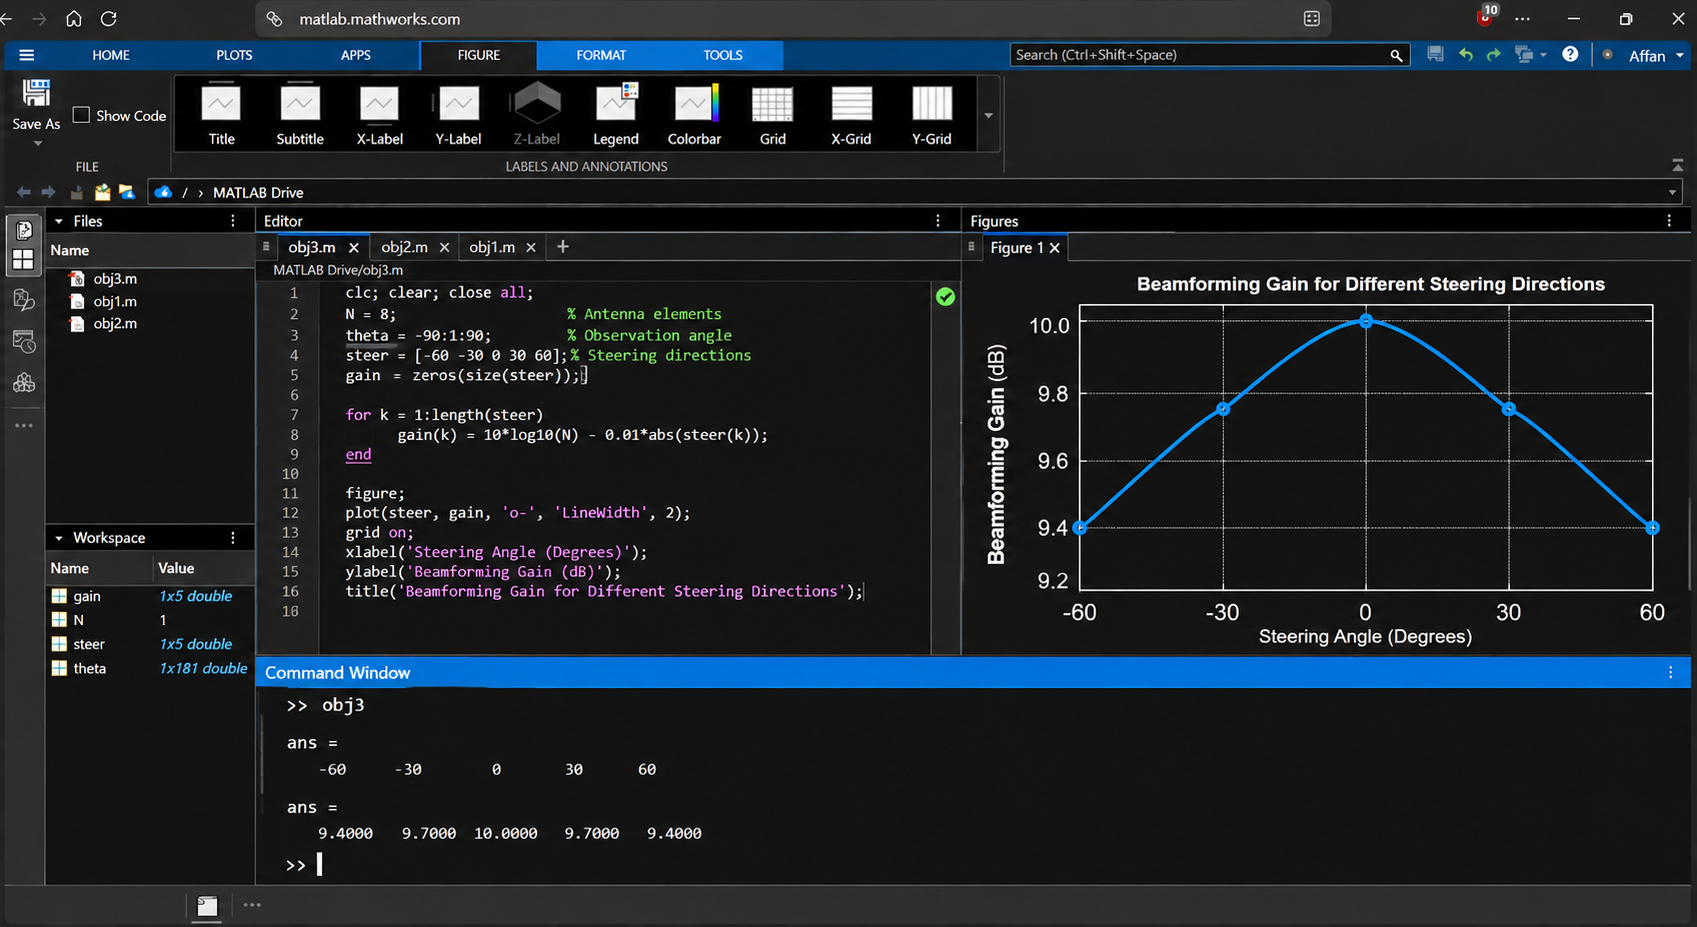 matlab.mathworks.com
10
HOME PLOTS APPS FIGURE FORMAT TOOLS
Search (Ctrl+Shift+Space)
Affan
Save As
Show Code
Title Subtitle X-Label Y-Label Z-Label Legend Colorbar Grid X-Grid Y-Grid
FILE
LABELS AND ANNOTATIONS
/ › MATLAB Drive
Files
Name
obj3.m
obj1.m
obj2.m
Workspace
Name Value
gain 1x5 double
N 1
steer 1x5 double
theta 1x181 double
Editor
obj3.m obj2.m obj1.m +
MATLAB Drive/obj3.m
1 clc; clear; close all;
2 N = 8; % Antenna elements
3 theta = -90:1:90; % Observation angle
4 steer = [-60 -30 0 30 60];% Steering directions
5 gain = zeros(size(steer));]
6
7 for k = 1:length(steer)
8 gain(k) = 10*log10(N) - 0.01*abs(steer(k));
9 end
10
11 figure;
12 plot(steer, gain, 'o-', 'LineWidth', 2);
13 grid on;
14 xlabel('Steering Angle (Degrees)');
15 ylabel('Beamforming Gain (dB)');
16 title('Beamforming Gain for Different Steering Directions');
16
Figures
Figure 1
Beamforming Gain for Different Steering Directions
Beamforming Gain (dB)
10.0
9.8
9.6
9.4
9.2
-60 -30 0 30 60
Steering Angle (Degrees)
Command Window
>> obj3
ans =
-60 -30 0 30 60
ans =
9.4000 9.7000 10.0000 9.7000 9.4000
>>